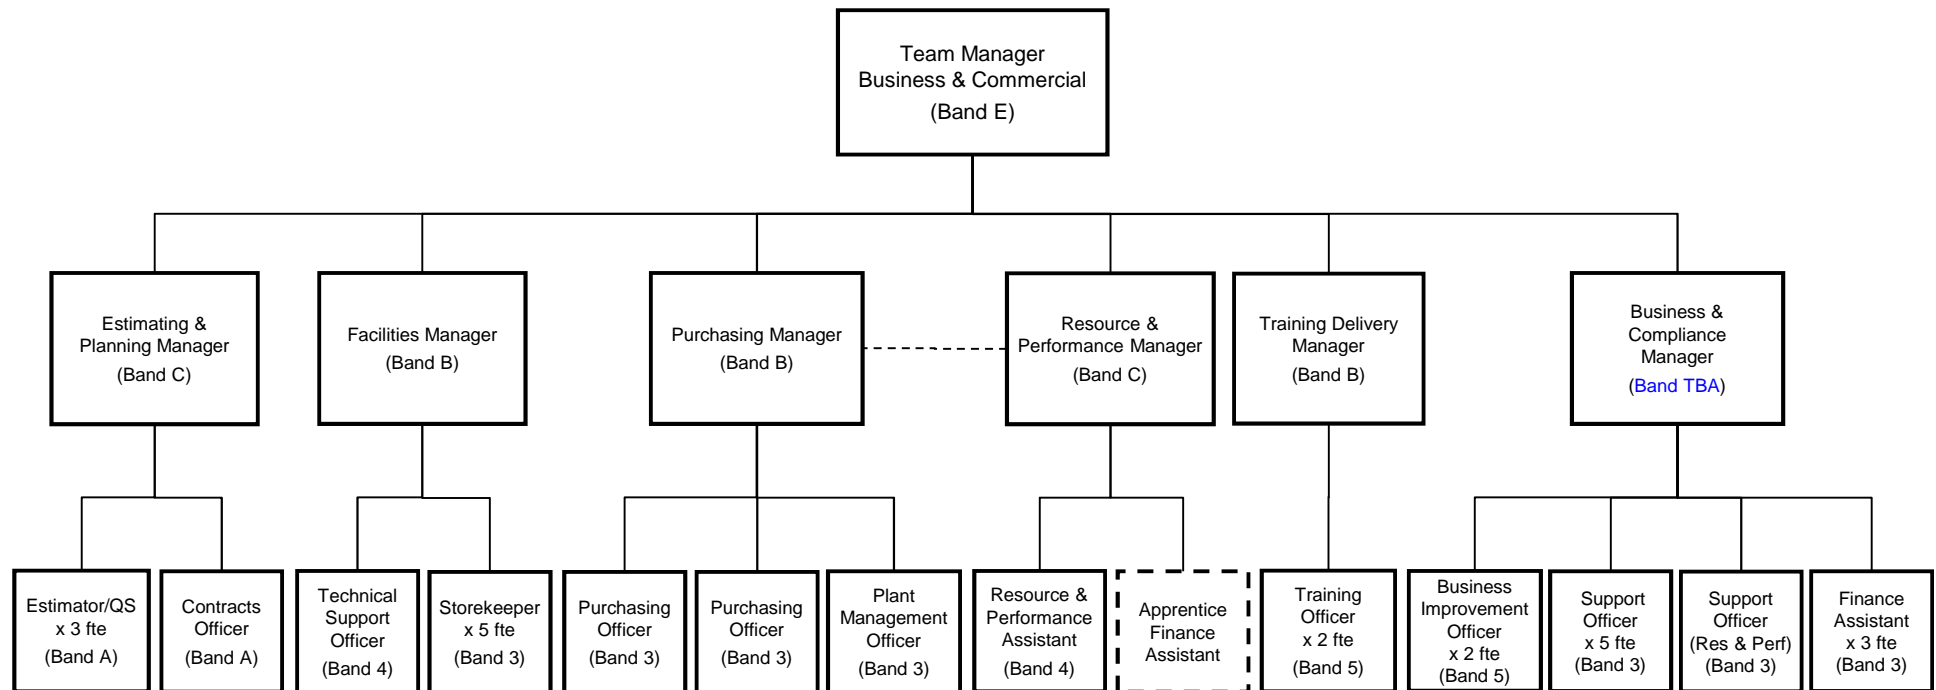 Team Manager
Business & Commercial
(Band E)
Estimating &
Planning Manager
(Band C)
Facilities Manager
(Band B)
Purchasing Manager
(Band B)
Resource &
Performance Manager
(Band C)
Training Delivery
Manager
(Band B)
Business &
Compliance
Manager
(Band TBA)
Estimator/QS
x 3 fte
(Band A)
Contracts
Officer
(Band A)
Technical
Support
Officer
(Band 4)
Storekeeper
x 5 fte
(Band 3)
Purchasing
Officer
(Band 3)
Purchasing
Officer
(Band 3)
Plant
Management
Officer
(Band 3)
Resource &
Performance
Assistant
(Band 4)
Apprentice
Finance
Assistant
Training
Officer
x 2 fte
(Band 5)
Business
Improvement
Officer
x 2 fte
(Band 5)
Support
Officer
x 5 fte
(Band 3)
Support
Officer
(Res & Perf)
(Band 3)
Finance
Assistant
x 3 fte
(Band 3)